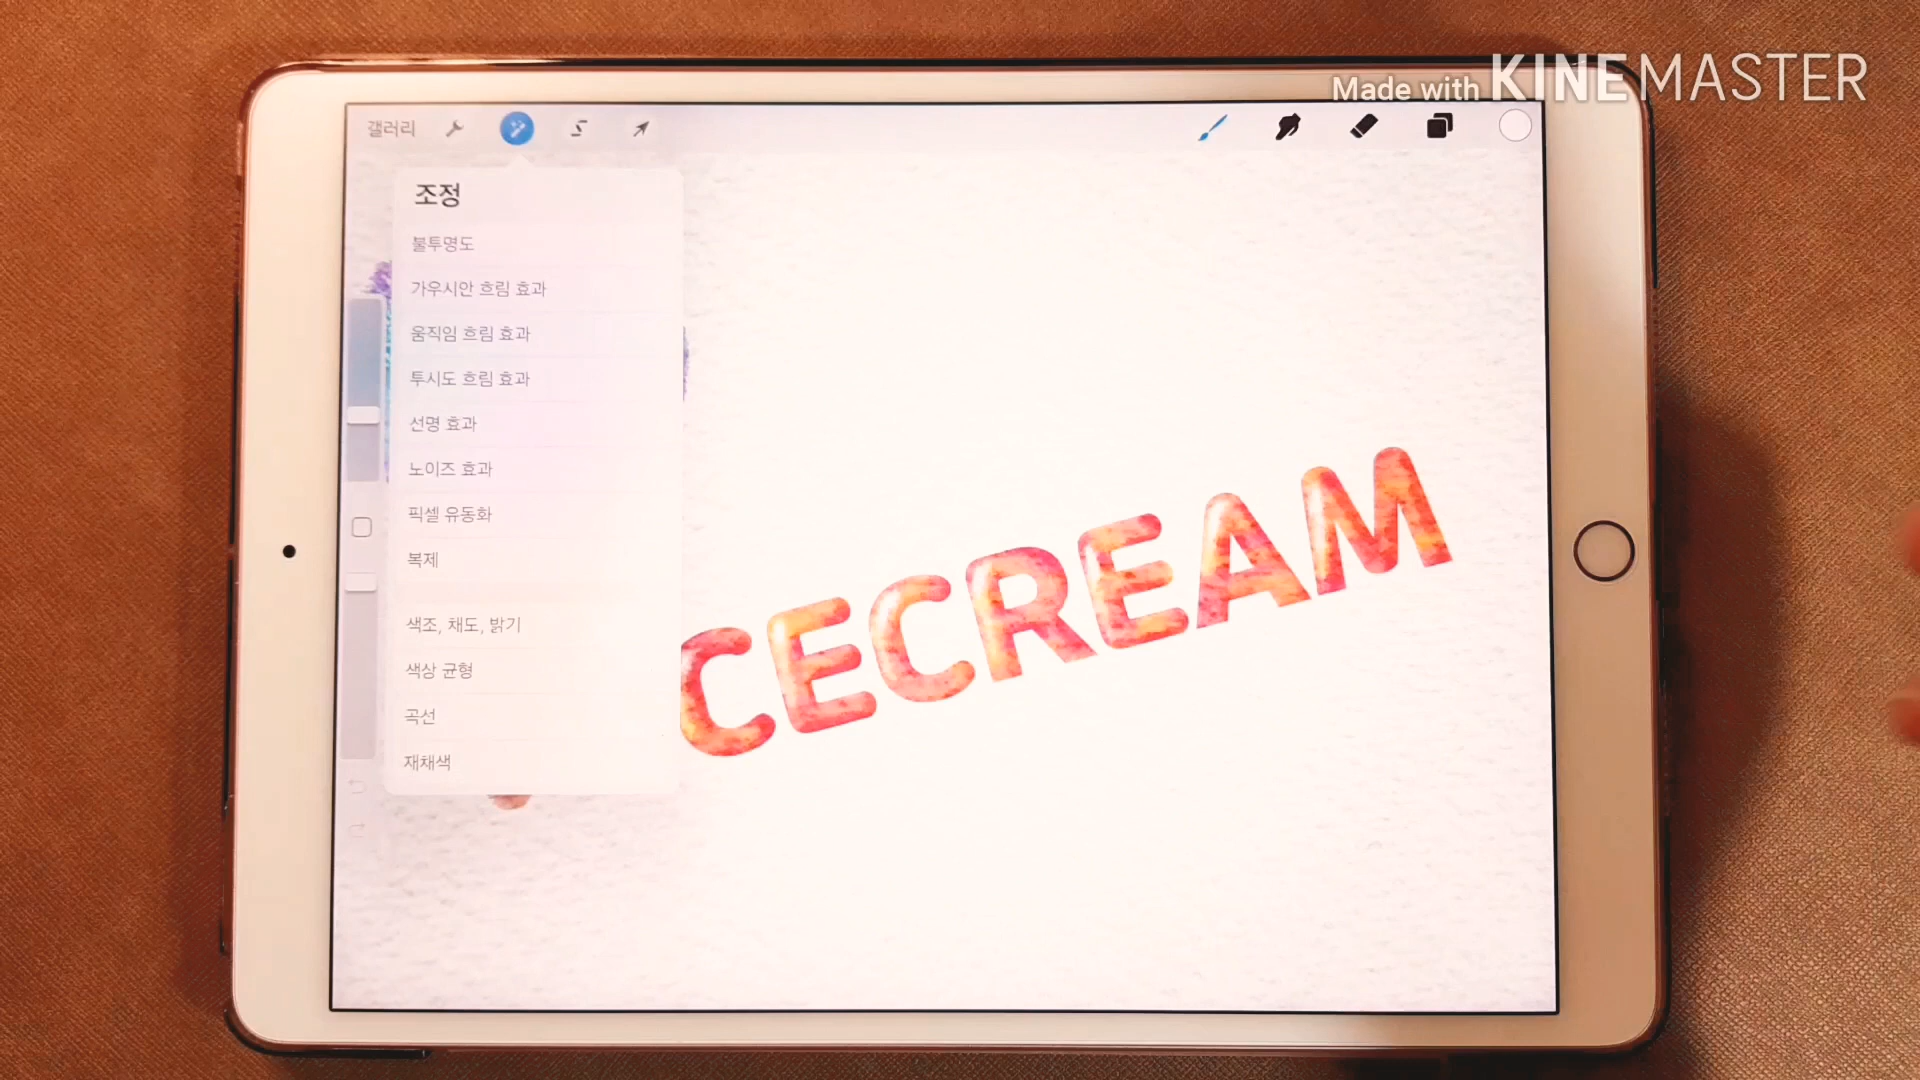 Made with KINEMASTER
갤러리
조정
불투명도
가우시안 흐림 효과
움직임 흐림 효과
투시도 흐림 효과
선명 효과
노이즈 효과
픽셀 유동화
복제
색조, 채도, 밝기
색상 균형
곡선
재채색
CECREAM